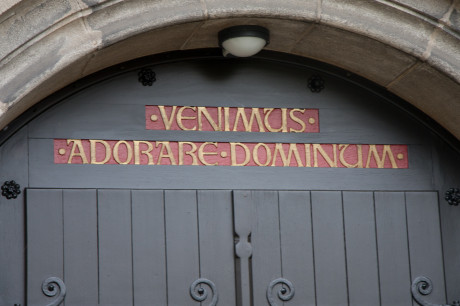 · VENIMUS ·
· ADORARE · DOMINUM ·